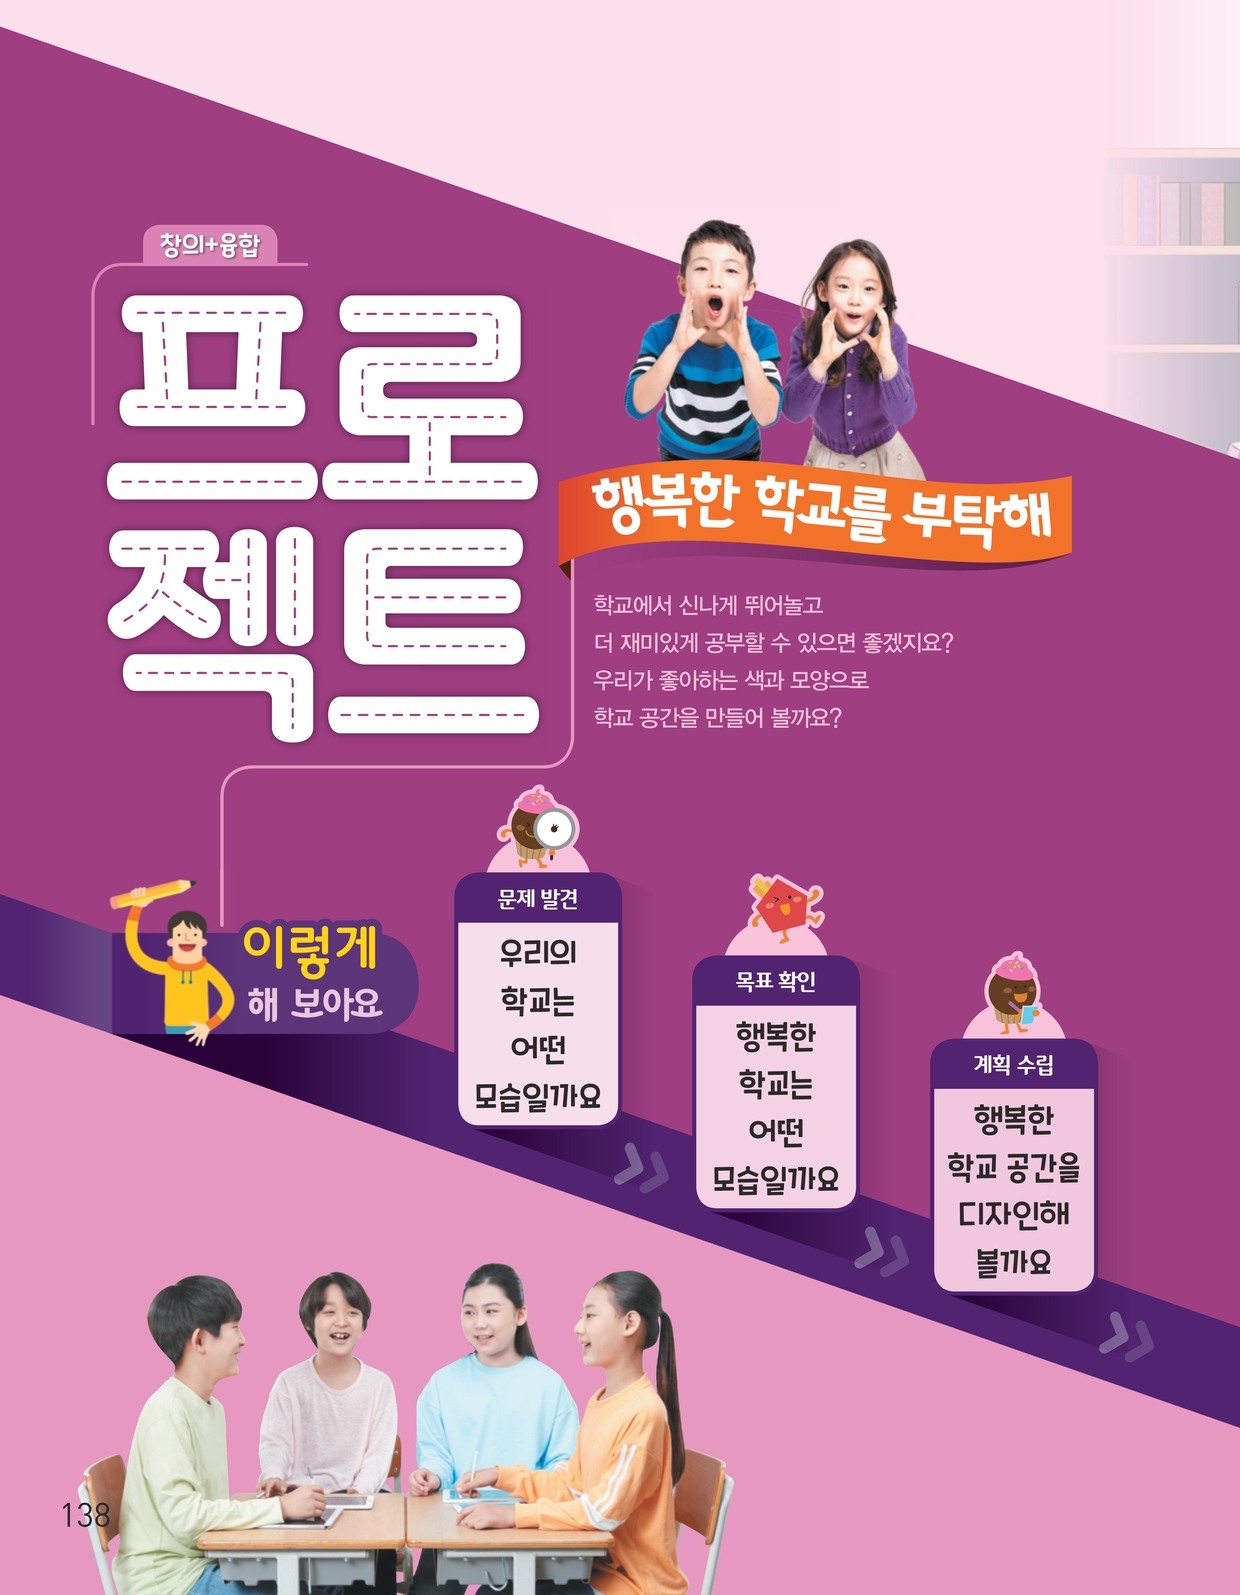 창의+융합
프로
젝트
행복한 학교를 부탁해
학교에서 신나게 뛰어놀고
더 재미있게 공부할 수 있으면 좋겠지요?
우리가 좋아하는 색과 모양으로
학교 공간을 만들어 볼까요?
이렇게
해 보아요
문제 발견
우리의
학교는
어떤
모습일까요
목표 확인
행복한
학교는
어떤
모습일까요
계획 수립
행복한
학교 공간을
디자인해
볼까요
138